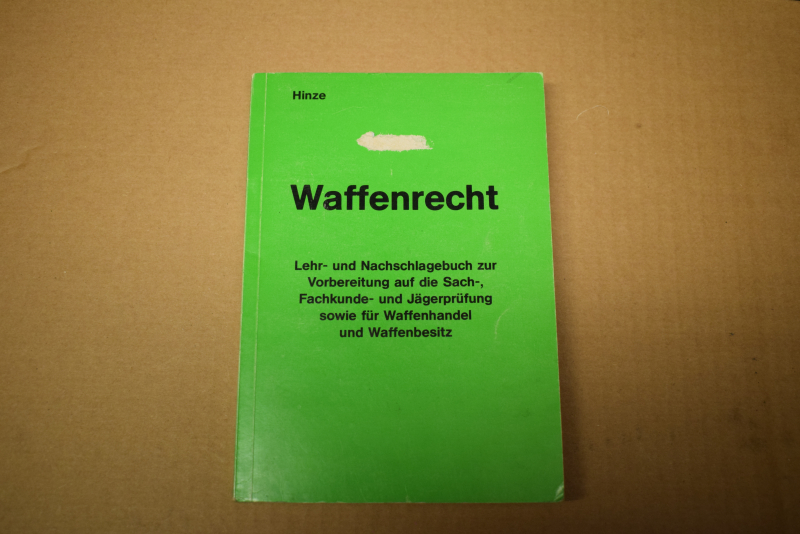 Hinze
Waffenrecht
Lehr- und Nachschlagebuch zur
Vorbereitung auf die Sach-,
Fachkunde- und Jägerprüfung
sowie für Waffenhandel
und Waffenbesitz